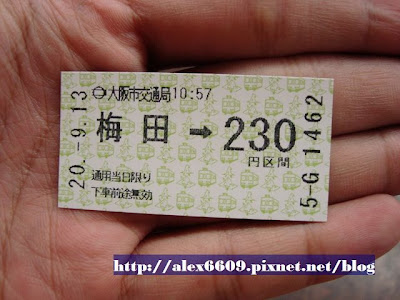 大阪市交通局10:57
20.-9.13
梅田→230
円区間
通用当日限り
下車前途無効
5-G 1462
http://alex6609.pixnet.net/blog